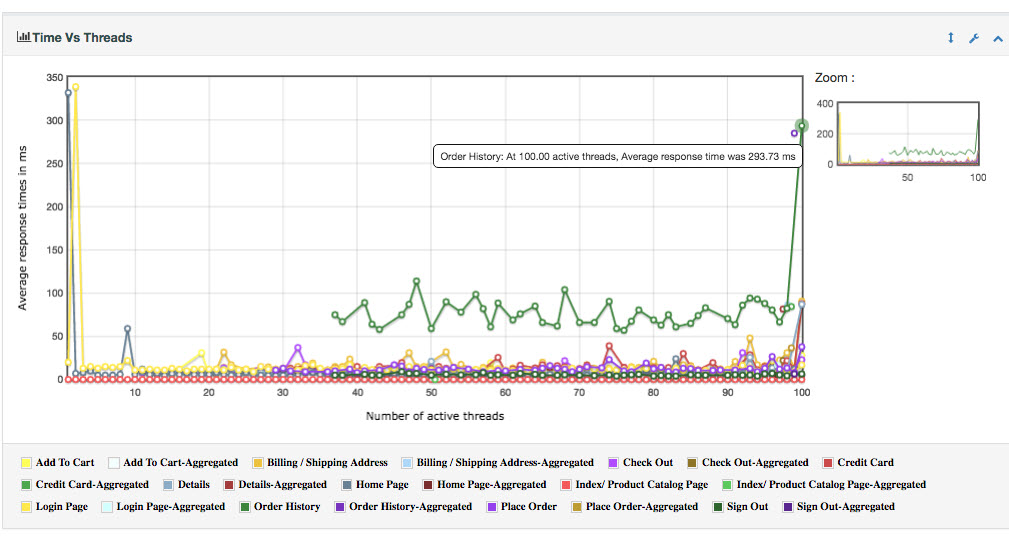 Time Vs Threads
Zoom :
350
300
250
200
150
100
50
0
Average response times in ms
Order History: At 100.00 active threads, Average response time was 293.73 ms
10 20 30 40 50 60 70 80 90 100
Number of active threads
400
200
0
50 100
Add To Cart Add To Cart-Aggregated Billing / Shipping Address Billing / Shipping Address-Aggregated Check Out Check Out-Aggregated Credit Card
Credit Card-Aggregated Details Details-Aggregated Home Page Home Page-Aggregated Index/ Product Catalog Page Index/ Product Catalog Page-Aggregated
Login Page Login Page-Aggregated Order History Order History-Aggregated Place Order Place Order-Aggregated Sign Out Sign Out-Aggregated